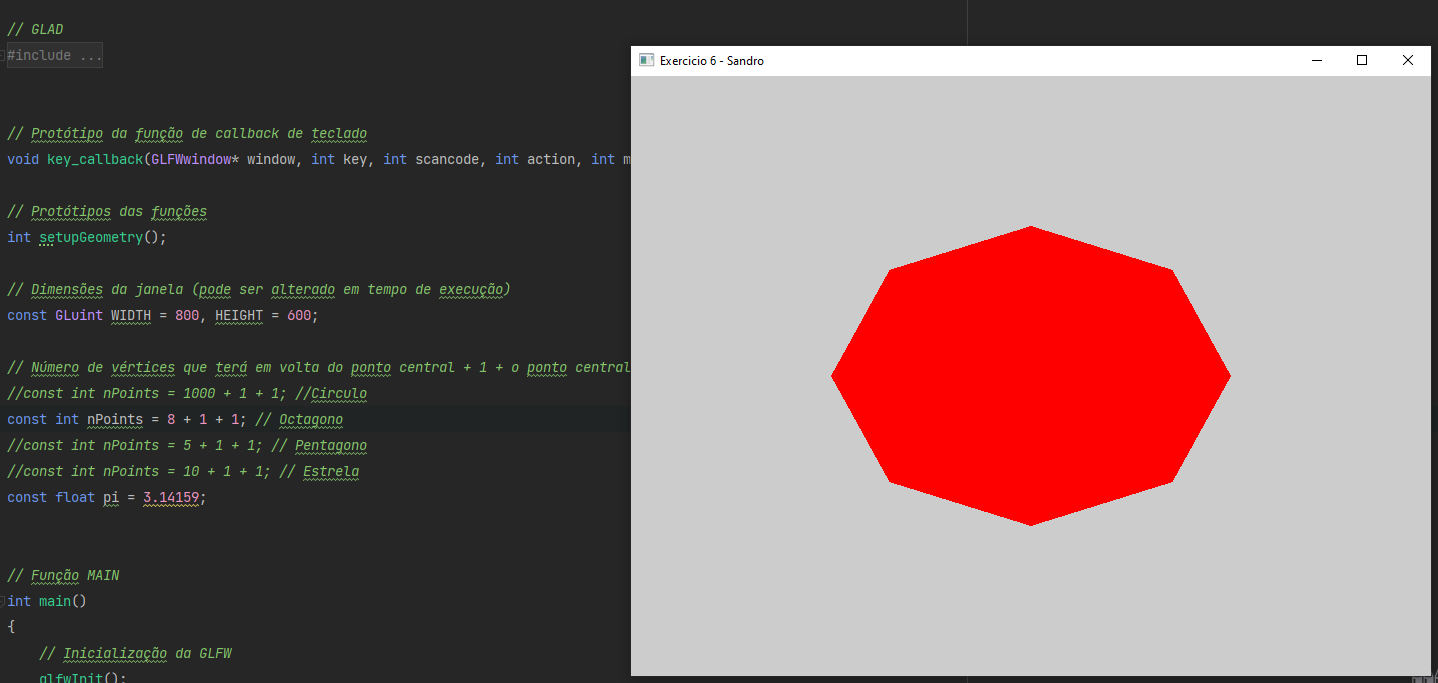 // GLAD
#include ...
Exercicio 6 - Sandro
// Protótipo da função de callback de teclado
void key_callback(GLFWwindow* window, int key, int scancode, int action, int m
// Protótipos das funções
int setupGeometry();
// Dimensões da janela (pode ser alterado em tempo de execução)
const GLuint WIDTH = 800, HEIGHT = 600;
// Número de vértices que terá em volta do ponto central + 1 + o ponto central
//const int nPoints = 1000 + 1 + 1; //Circulo
const int nPoints = 8 + 1 + 1; // Octagono
//const int nPoints = 5 + 1 + 1; // Pentagono
//const int nPoints = 10 + 1 + 1; // Estrela
const float pi = 3.14159;
// Função MAIN
int main()
{
// Inicialização da GLFW
glfwInit();